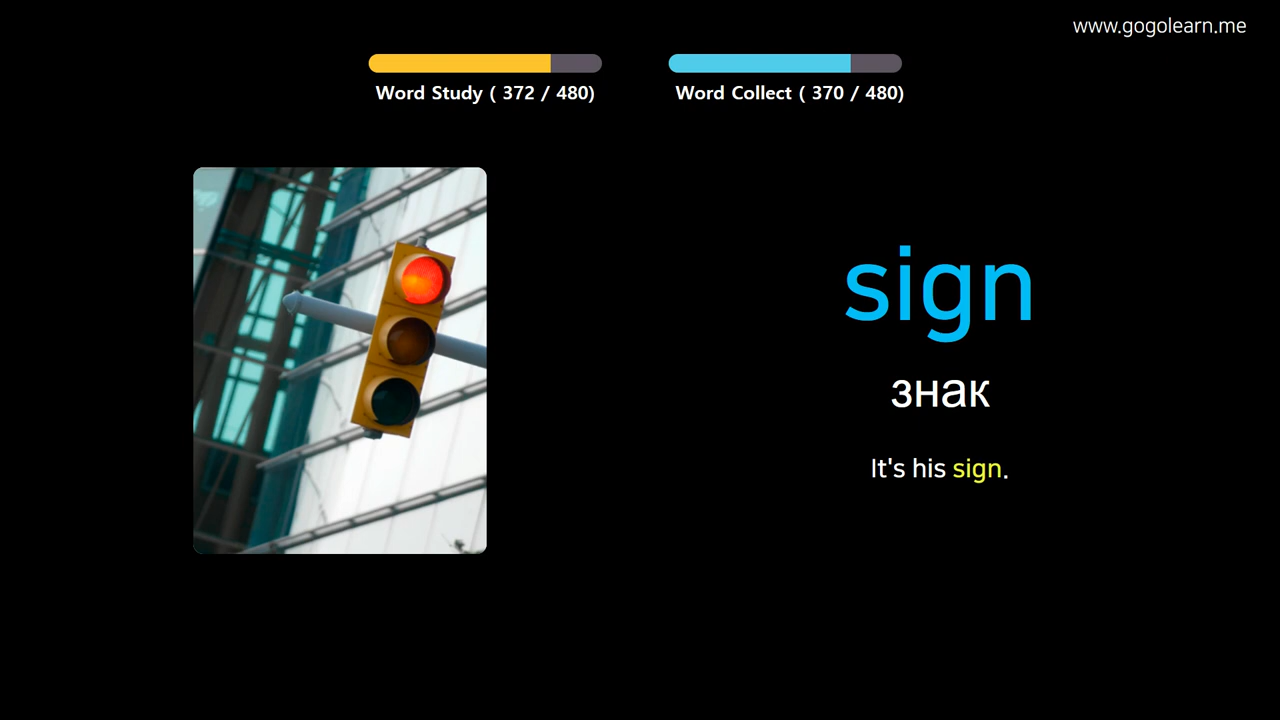 www.gogolearn.me
Word Study ( 372 / 480)
Word Collect ( 370 / 480)
sign
знак
It's his sign.